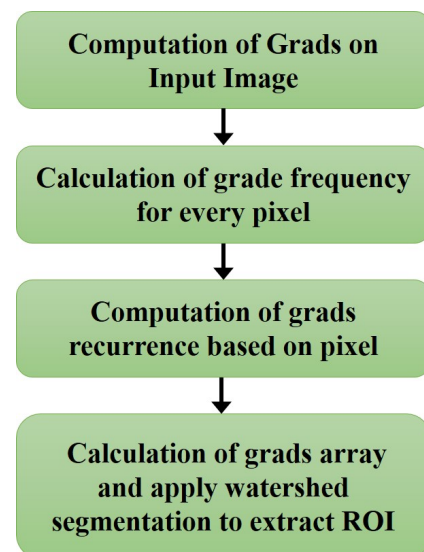 Computation of Grads on
Input Image
Calculation of grade frequency
for every pixel
Computation of grads
recurrence based on pixel
Calculation of grads array
and apply watershed
segmentation to extract ROI